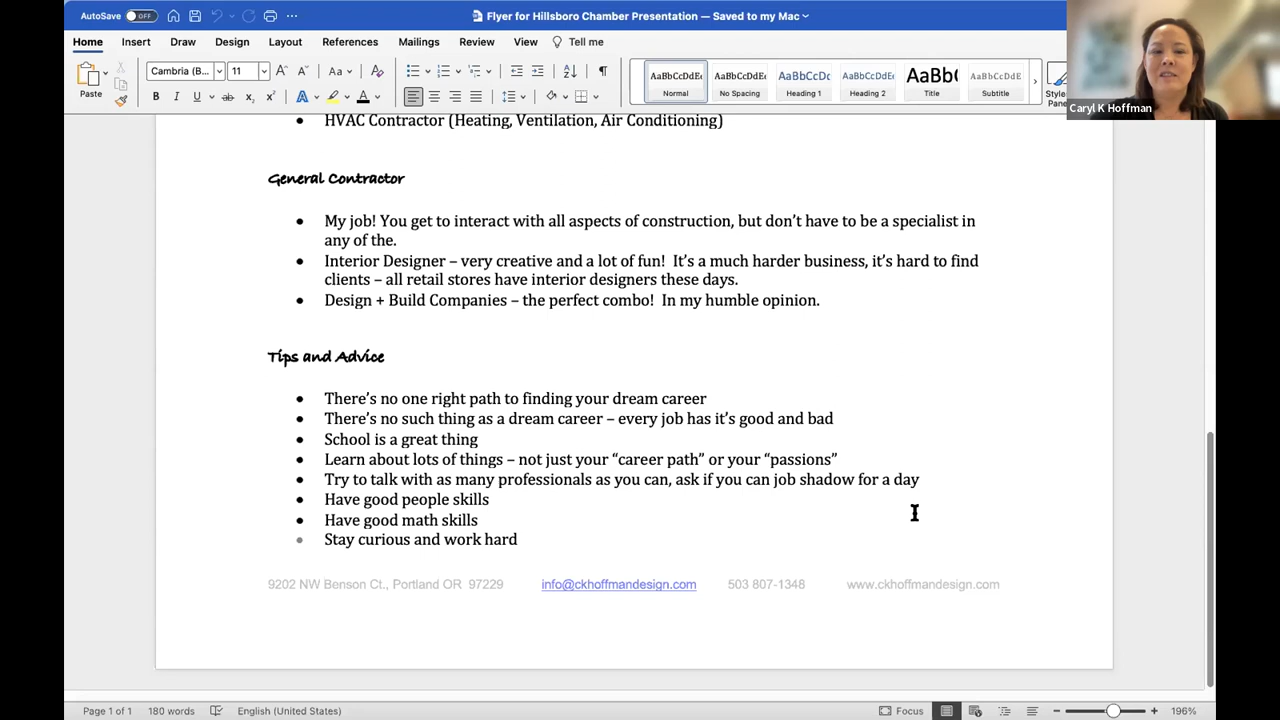 AutoSave OFF Flyer for Hillsboro Chamber Presentation — Saved to my Mac
Home Insert Draw Design Layout References Mailings Review View Tell me
Paste Cambria (B... 11 Aa
Normal No Spacing Heading 1 Heading 2 Title Subtitle
Caryl K Hoffman
• HVAC Contractor (Heating, Ventilation, Air Conditioning)
General Contractor
• My job! You get to interact with all aspects of construction, but don’t have to be a specialist in
any of the.
• Interior Designer – very creative and a lot of fun! It’s a much harder business, it’s hard to find
clients – all retail stores have interior designers these days.
• Design + Build Companies – the perfect combo! In my humble opinion.
Tips and Advice
• There’s no one right path to finding your dream career
• There’s no such thing as a dream career – every job has it’s good and bad
• School is a great thing
• Learn about lots of things – not just your “career path” or your “passions”
• Try to talk with as many professionals as you can, ask if you can job shadow for a day
• Have good people skills
• Have good math skills
• Stay curious and work hard
9202 NW Benson Ct., Portland OR 97229 info@ckhoffmandesign.com 503 807-1348 www.ckhoffmandesign.com
Page 1 of 1 180 words English (United States) Focus 196%